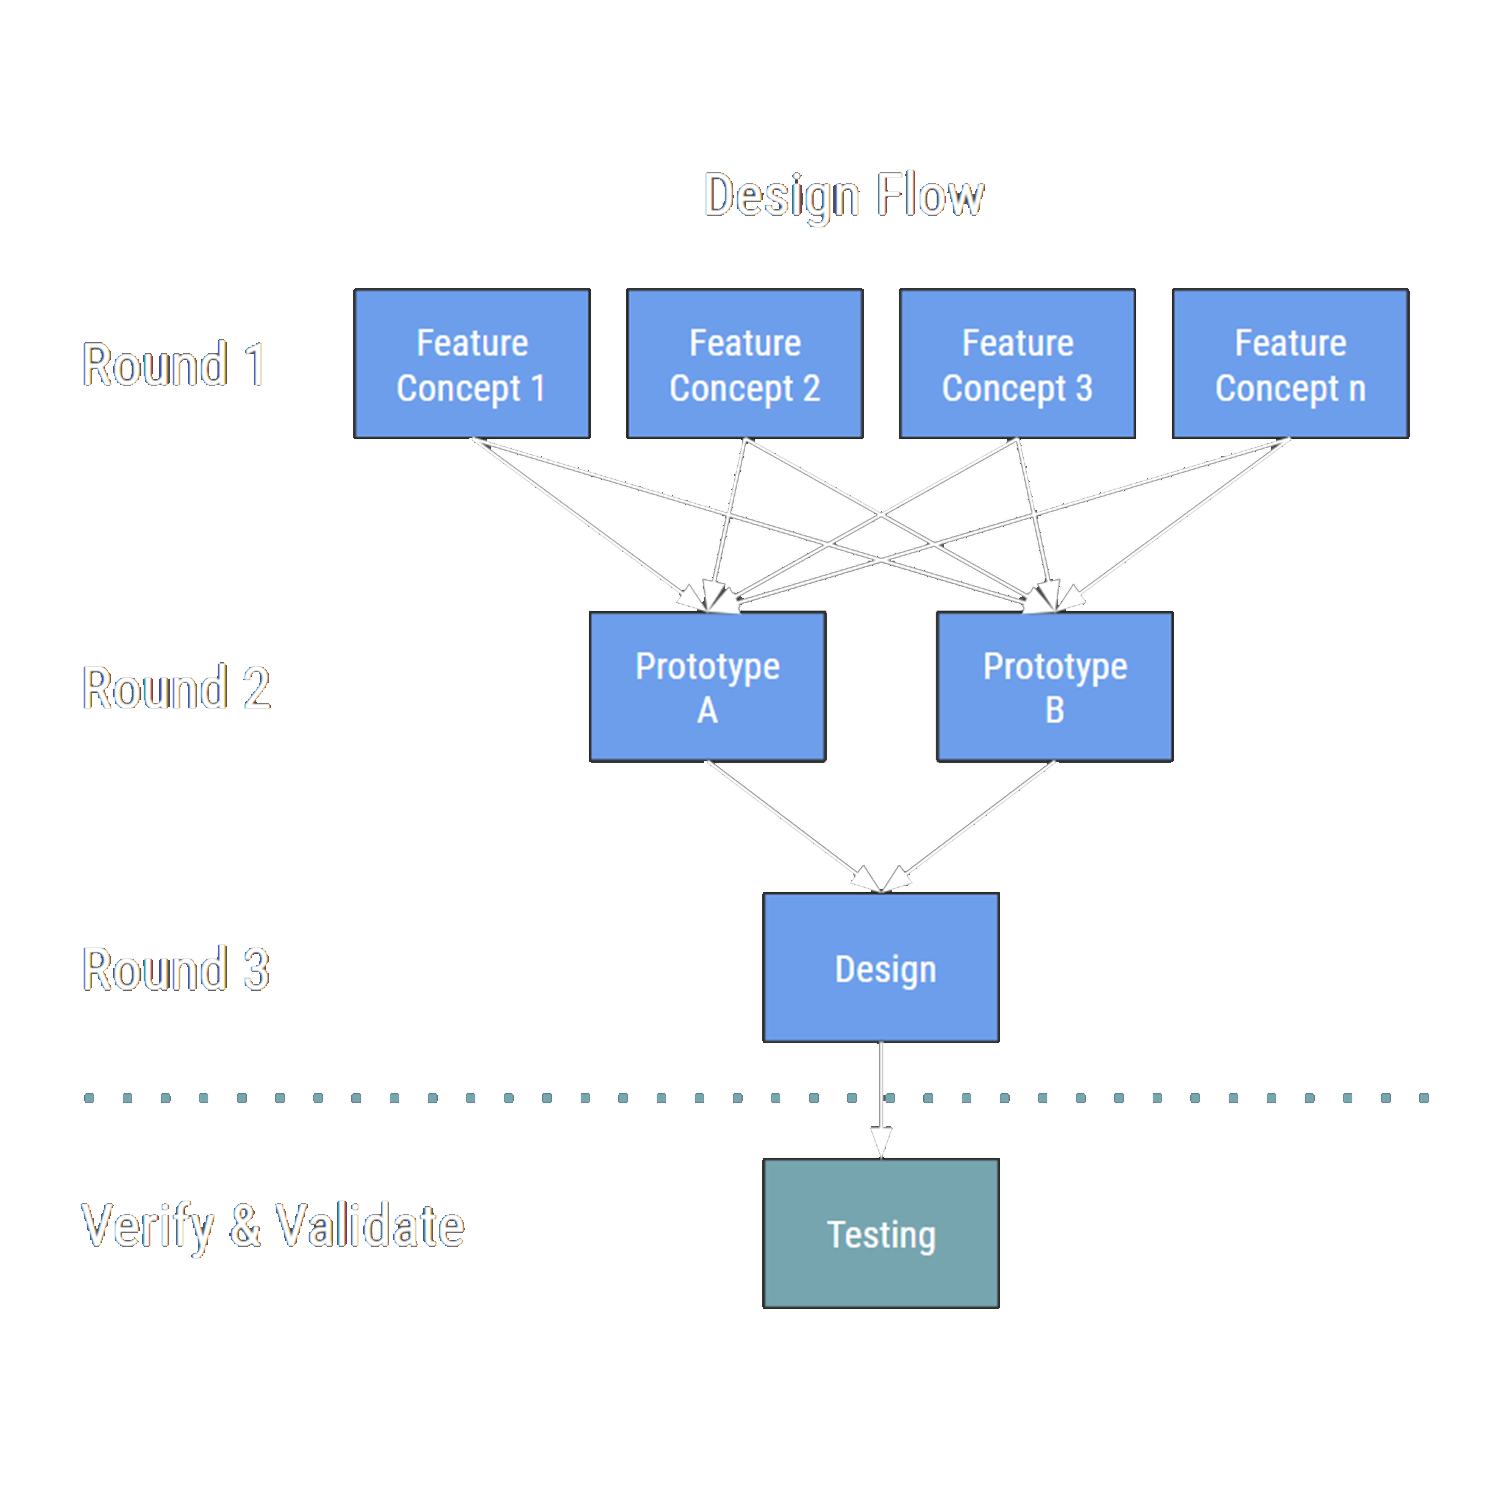 Design Flow
Round 1
Feature
Concept 1
Feature
Concept 2
Feature
Concept 3
Feature
Concept n
Round 2
Prototype
A
Prototype
B
Round 3
Design
Verify & Validate
Testing